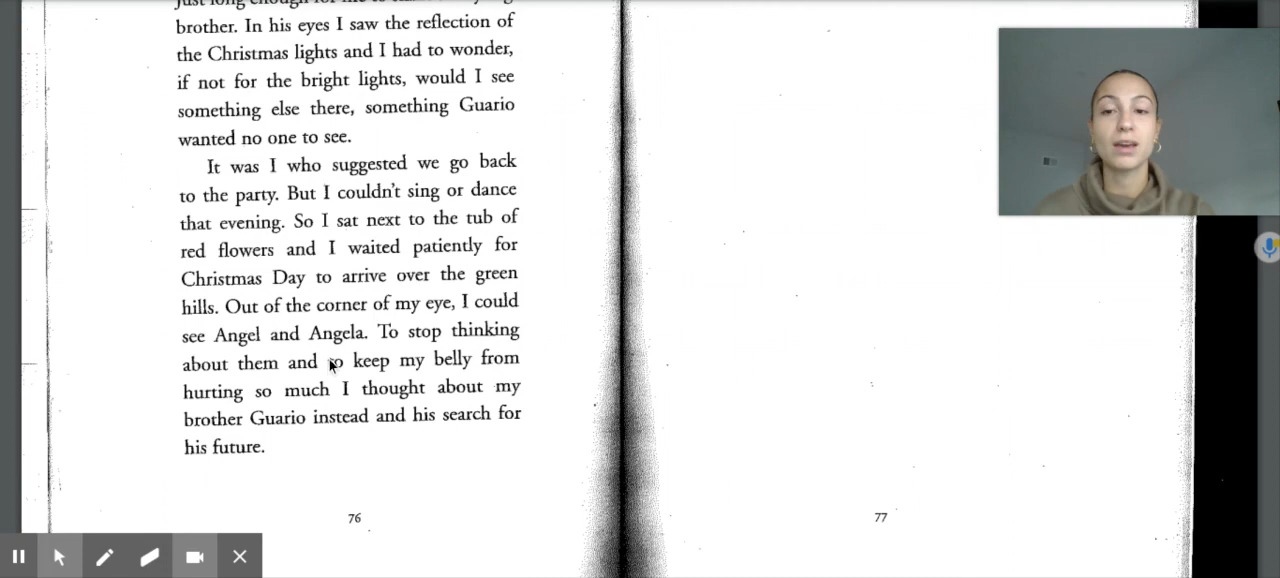 brother. In his eyes I saw the reflection of
the Christmas lights and I had to wonder,
if not for the bright lights, would I see
something else there, something Guario
wanted no one to see.
It was I who suggested we go back
to the party. But I couldn't sing or dance
that evening. So I sat next to the tub of
red flowers and I waited patiently for
Christmas Day to arrive over the green
hills. Out of the corner of my eye, I could
see Angel and Angela. To stop thinking
about them and to keep my belly from
hurting so much I thought about my
brother Guario instead and his search for
his future.
76
77